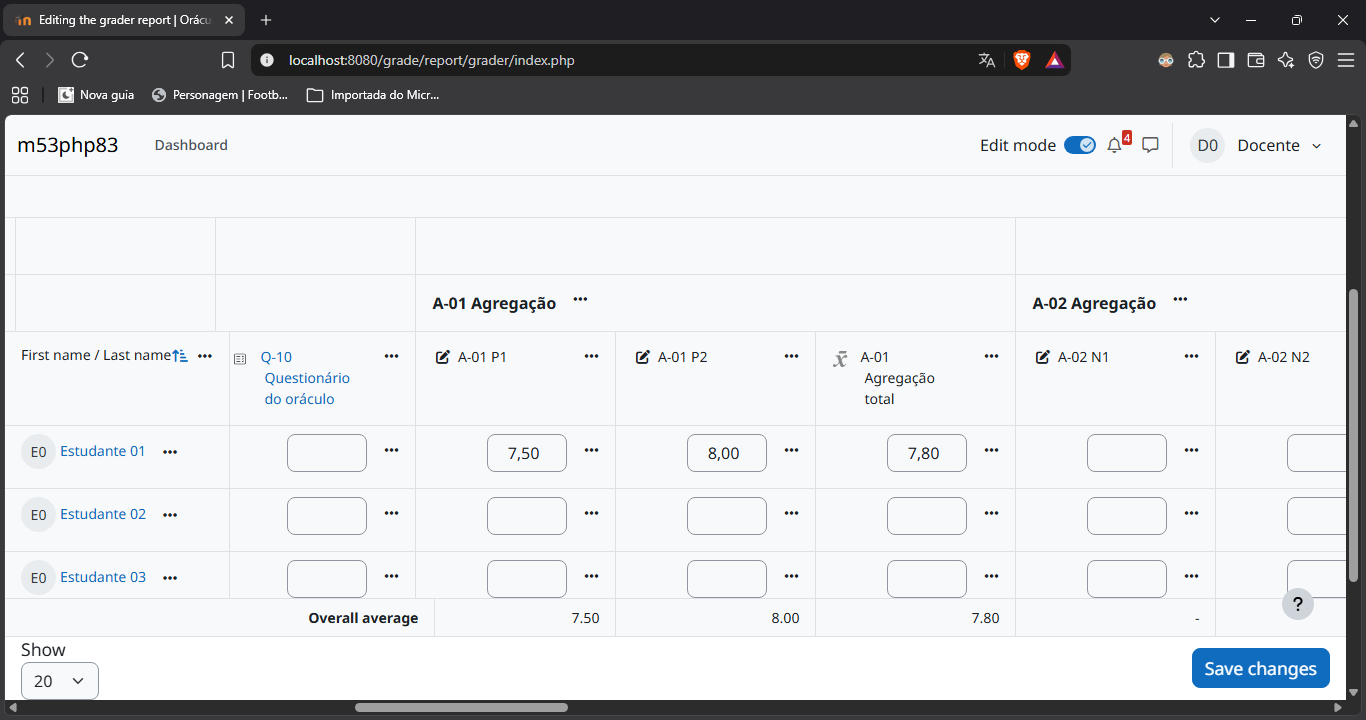 Editing the grader report | Orácu
localhost:8080/grade/report/grader/index.php
Nova guia
Personagem | Footb...
Importada do Micr...
m53php83
Dashboard
Edit mode
4
D0
Docente
A-01 Agregação
A-02 Agregação
First name / Last name
Q-10 Questionário do oráculo
A-01 P1
A-01 P2
A-01 Agregação total
A-02 N1
A-02 N2
E0 Estudante 01
7,50
8,00
7,80
E0 Estudante 02
E0 Estudante 03
Overall average
7.50
8.00
7.80
-
?
Show
20
Save changes